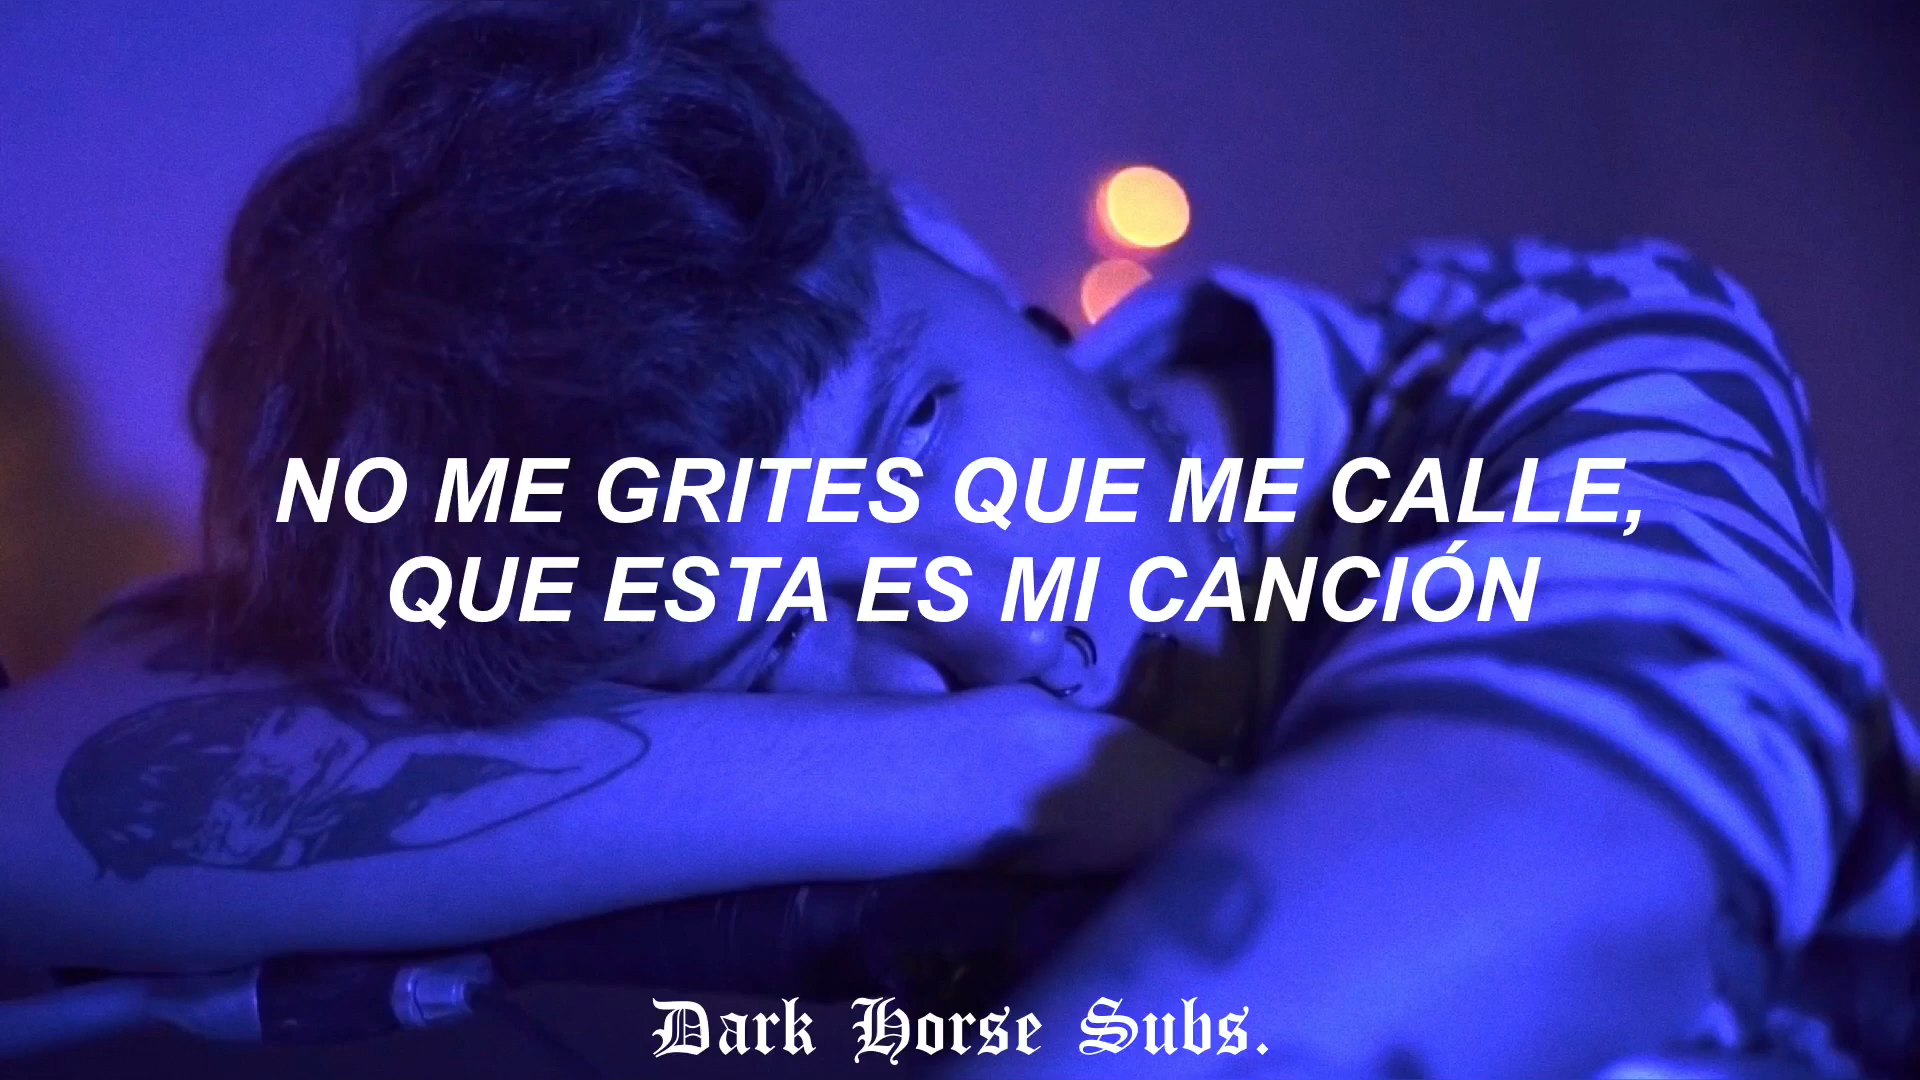 NO ME GRITES QUE ME CALLE,
QUE ESTA ES MI CANCIÓN
Dark Horse Subs.